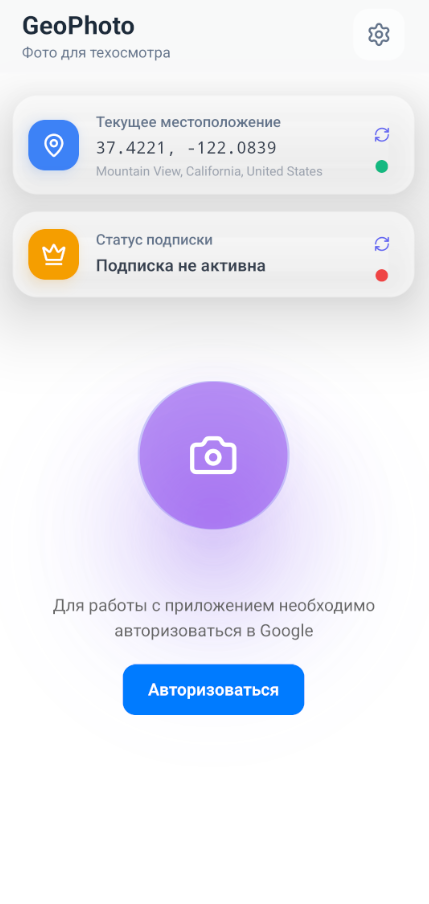 GeoPhoto
Фото для техосмотра
Текущее местоположение
37.4221, -122.0839
Mountain View, California, United States
Статус подписки
Подписка не активна
Для работы с приложением необходимо
авторизоваться в Google
Авторизоваться